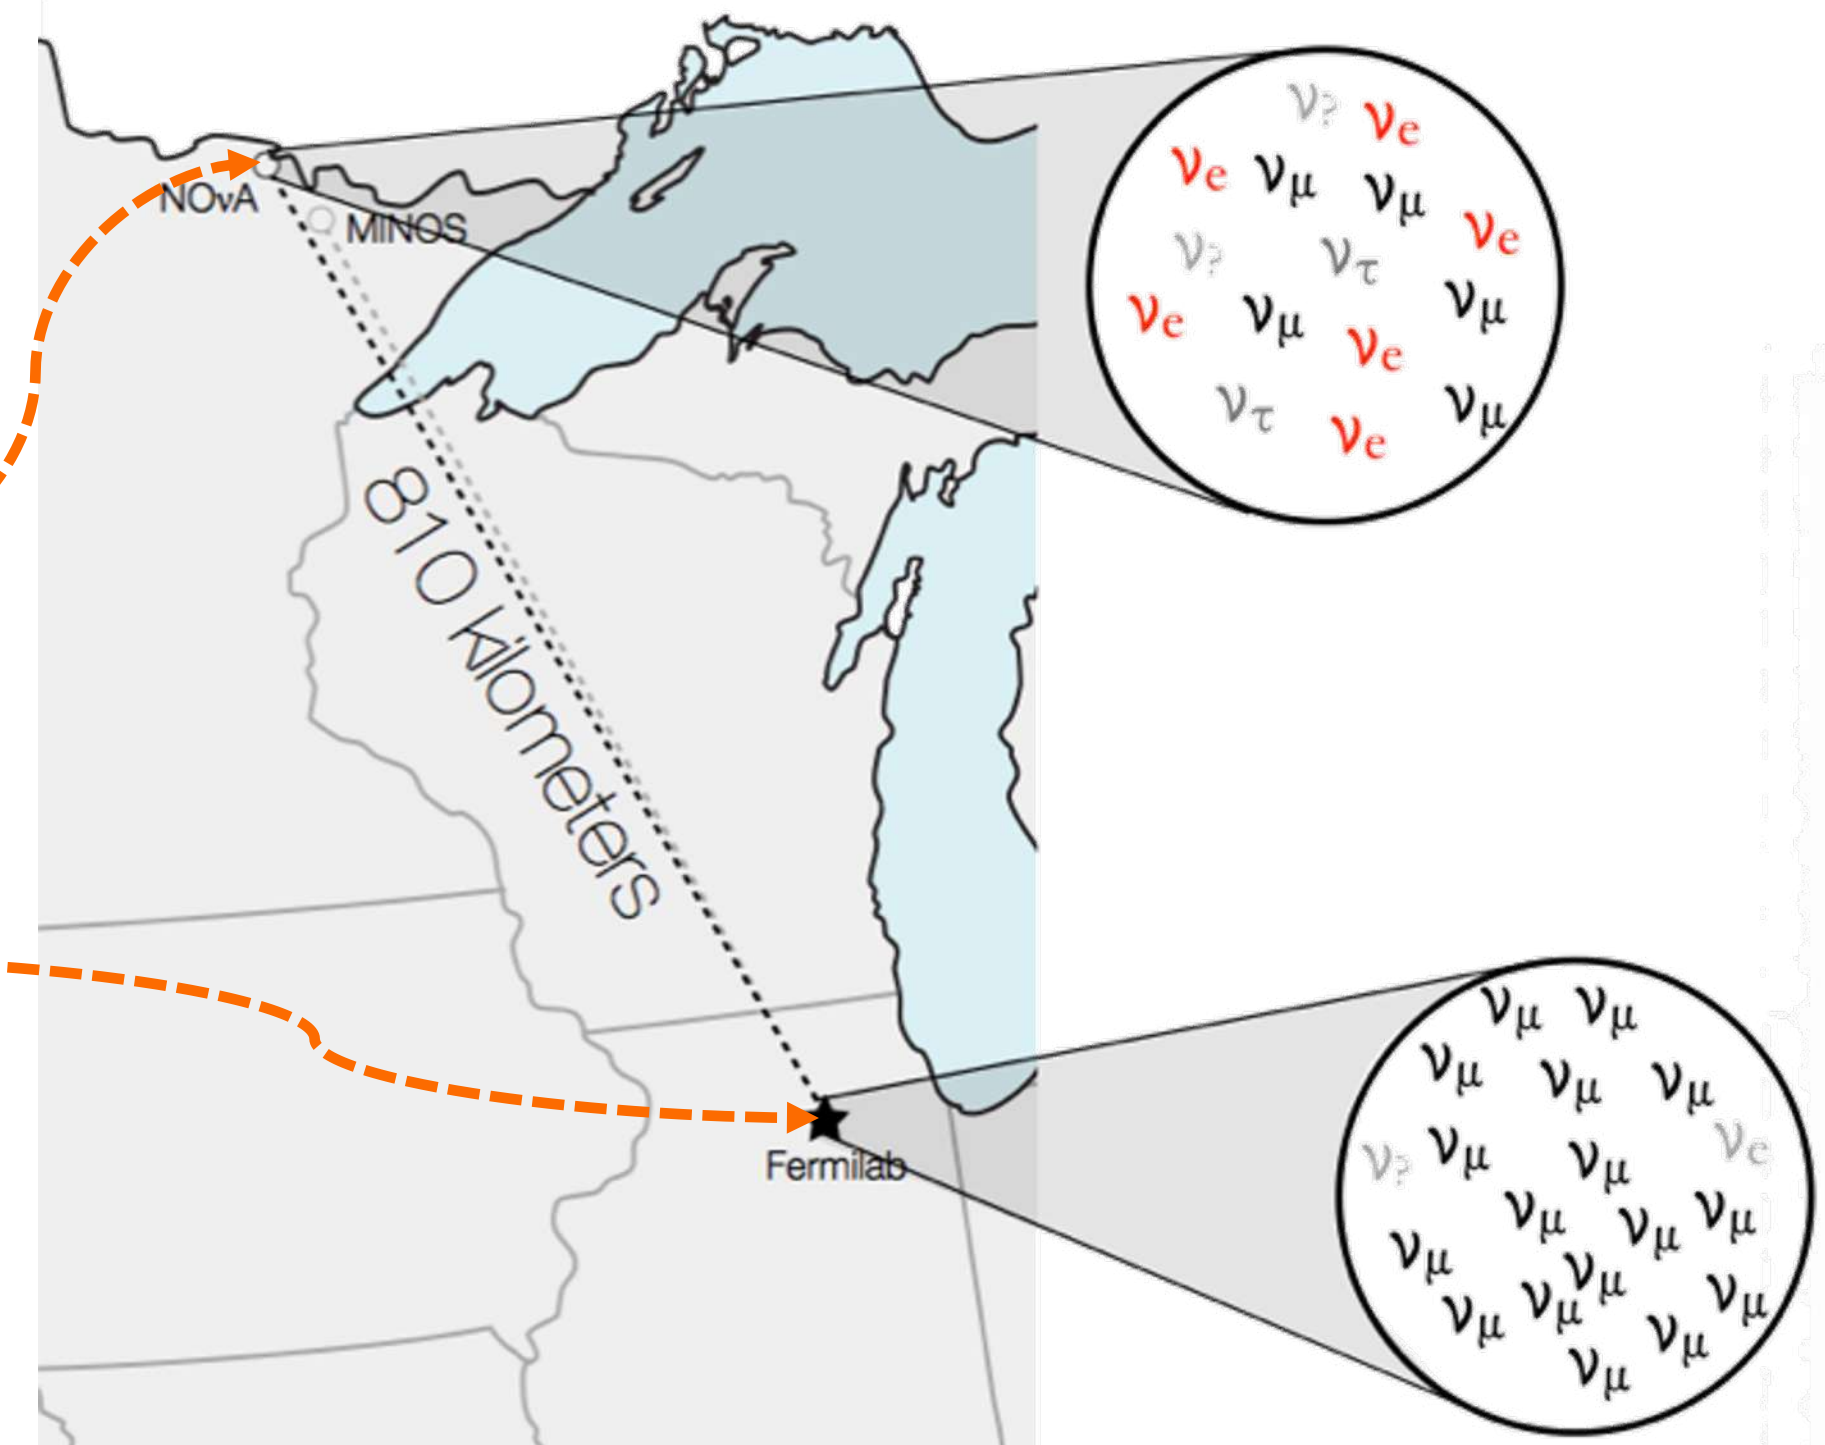 ν? νe
νe νμ νμ νe
ν? ντ
νe νμ νe νμ
ντ νe νμ
NOνA
MINOS
810 kilometers
Fermilab
νμ νμ
νμ νμ νμ
ν? νμ νμ νe
νμ νμ νμ
νμ νμ
νμ νμ νμ νμ
νμ